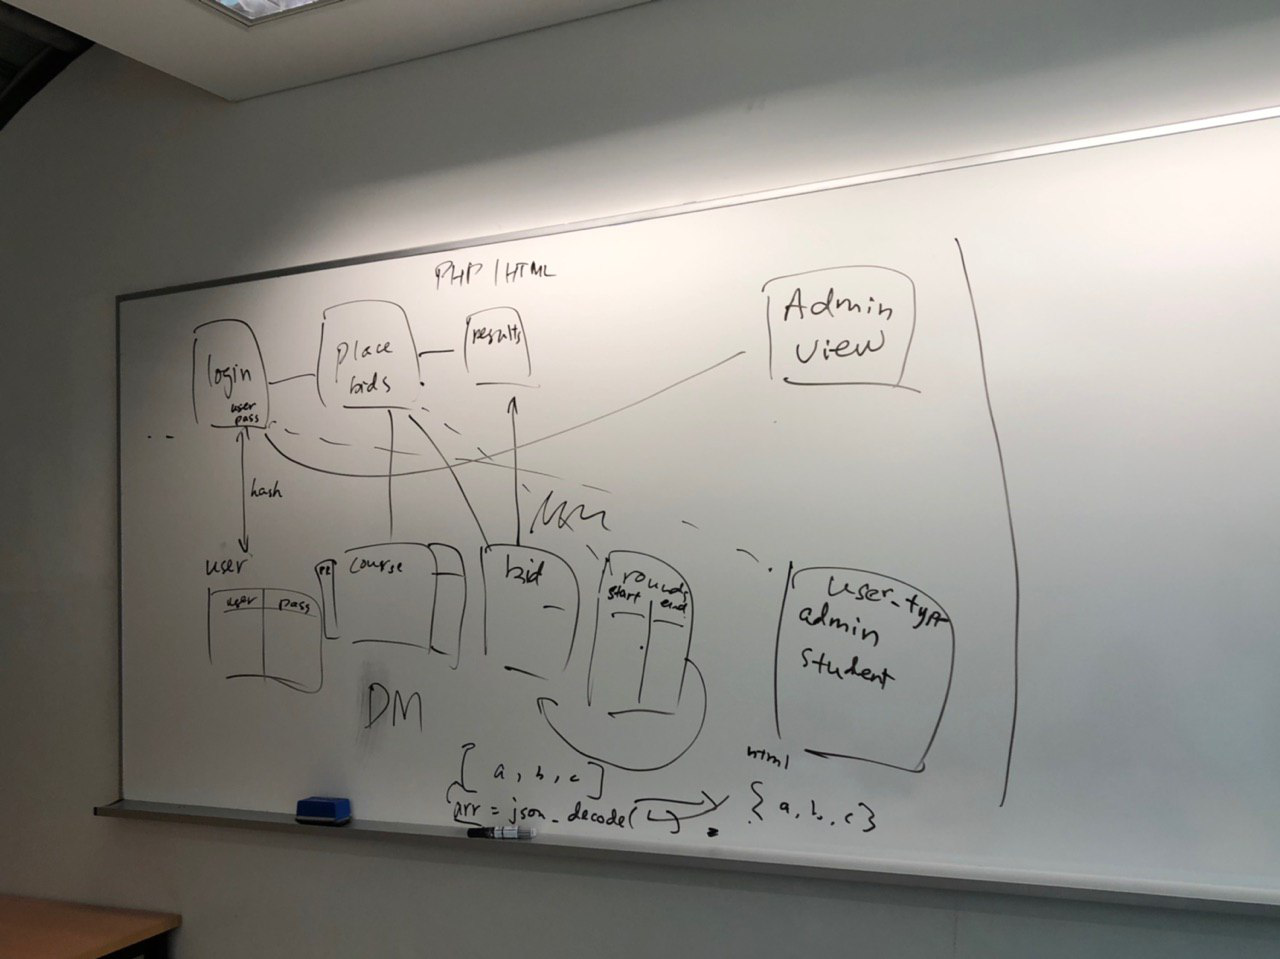 PHP / HTML
login
user
pass
place
bids
results
Admin
view
hash
user
user
pass
course
bid
rounds
start
end
user_type
admin
student
DM
html
[ a, b, c ]
arr = json_decode(
{ a, b, c }